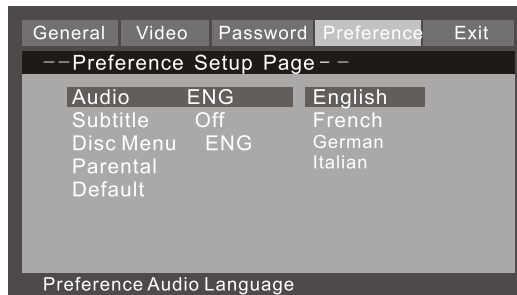 General Video Password Preference Exit
--Preference Setup Page--
Audio ENG English
Subtitle Off French
Disc Menu ENG German
Parental Italian
Default
Preference Audio Language